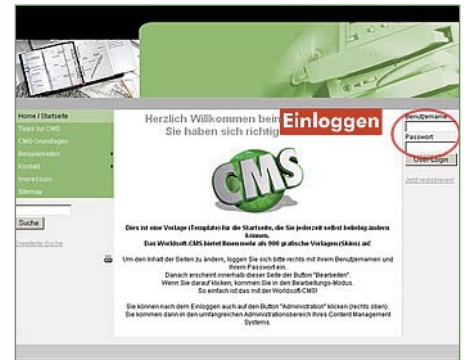 Home / Startseite
Tipps zur CMS
CMS-Grundlagen
Beispielseiten
Kontakt
Impressum
Sitemap
Suche
Erweiterte Suche
Herzlich Willkommen bein
Einloggen
Sie haben sich richtig
CMS
Dies ist eine Vorlage (Template) für die Startseite, die Sie jederzeit selbst beliebig ändern
können.
Das Worldsoft-CMS bietet Ihnen mehr als 900 grafische Vorlagen (Skins) an!
Um den Inhalt der Seiten zu ändern, loggen Sie sich bitte rechts mit Ihrem Benutzernamen und
Ihrem Passwort ein.
Danach erscheint innerhalb dieser Seite der Button "Bearbeiten".
Wenn Sie darauf klicken, kommen Sie in den Bearbeitungs-Modus.
So einfach ist das mit der Worldsoft-CMS!
Sie können nach dem Einloggen auch auf den Button "Administration" klicken (rechts oben).
Sie kommen dann in den umfangreichen Administrationsbereich Ihres Content Management
Systems.
Benutzername
Passwort
User Login
Jetzt registrieren!